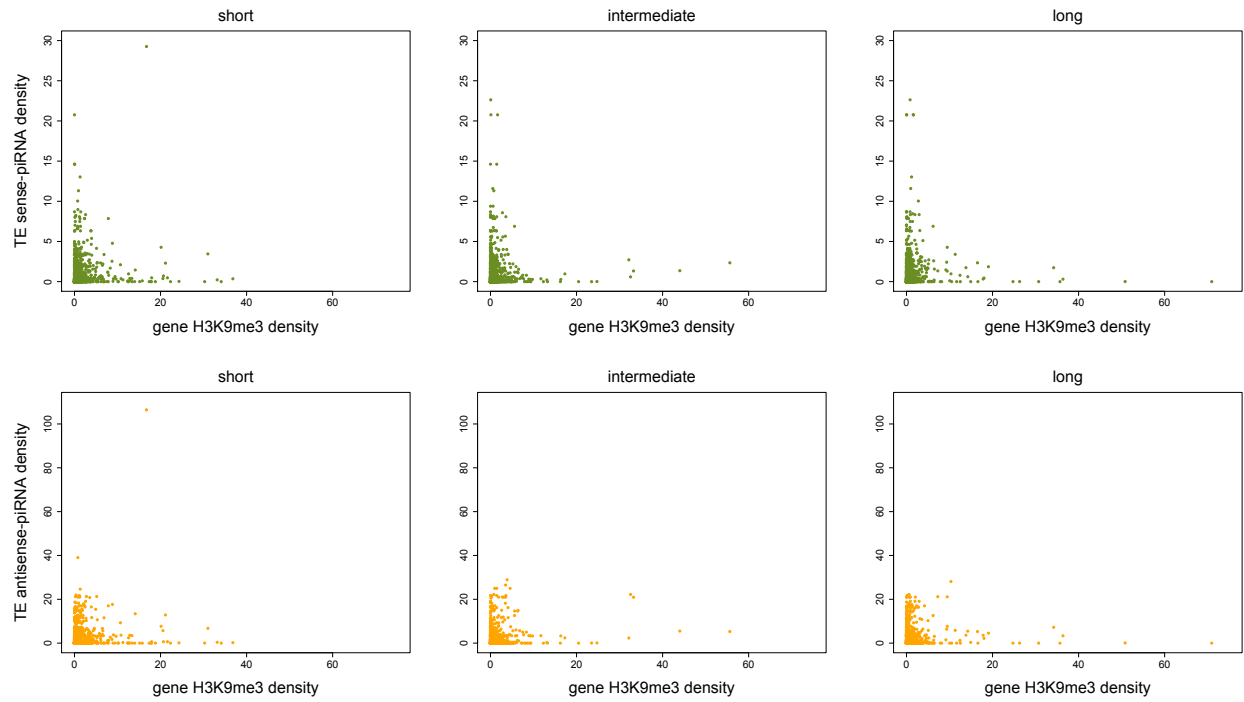 short
intermediate
long
TE sense-piRNA density
0 5 10 15 20 25 30
0 5 10 15 20 25 30
0 5 10 15 20 25 30
0 20 40 60
0 20 40 60
0 20 40 60
gene H3K9me3 density
gene H3K9me3 density
gene H3K9me3 density
short
intermediate
long
TE antisense-piRNA density
0 20 40 60 80 100
0 20 40 60 80 100
0 20 40 60 80 100
0 20 40 60
0 20 40 60
0 20 40 60
gene H3K9me3 density
gene H3K9me3 density
gene H3K9me3 density